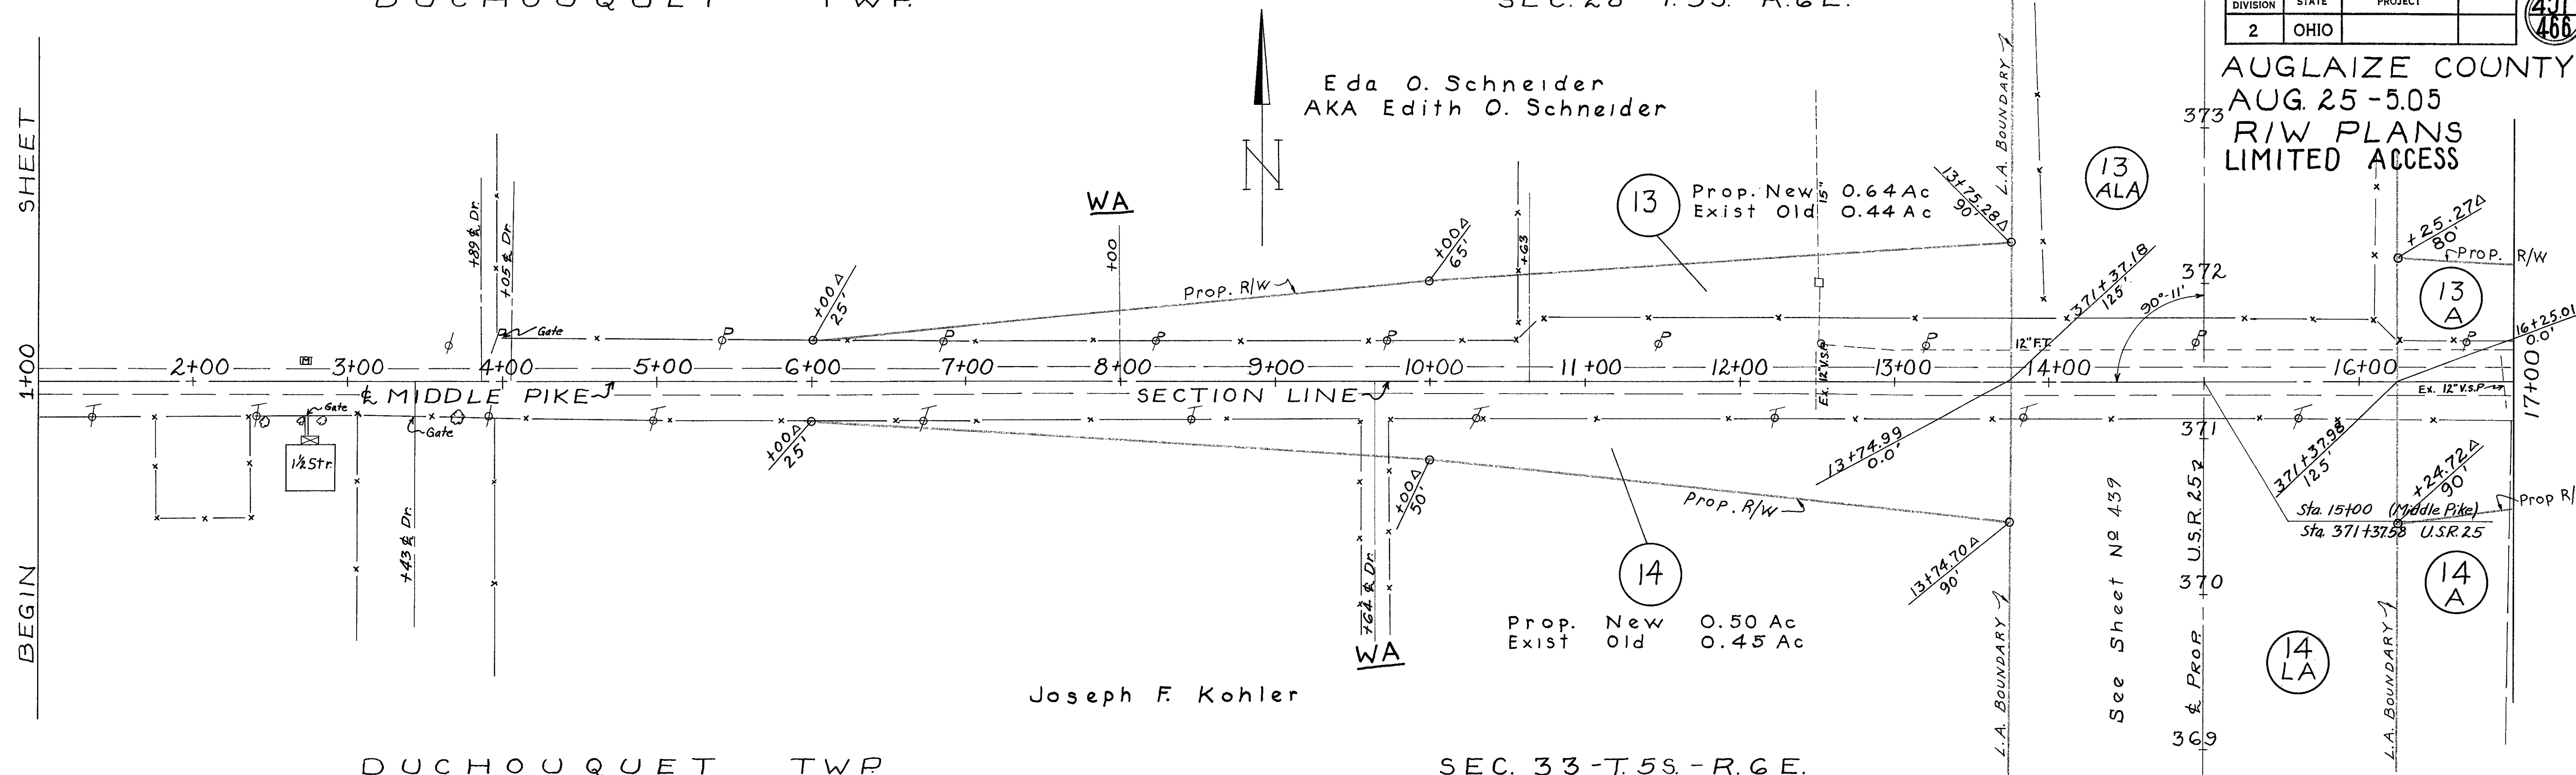 DUCHOUQUET TWP.
SEC. 28 - T.5S. - R.6E.
DIVISION STATE PROJECT
2 OHIO
466
AUGLAIZE COUNTY
AUG. 25 - 5.05
R/W PLANS
LIMITED ACCESS
Eda O. Schneider
AKA Edith O. Schneider
N
BEGIN SHEET
1+00
17+00
WA
+00
+89 ℄ Dr.
+05 ℄ Dr.
Gate
+00 Δ
25'
Prop. R/W
+00 Δ
65'
+63
13
Prop. New 0.64 Ac
Exist Old 0.44 Ac
15"
13+75.28 Δ
90'
L.A. BOUNDARY
13
ALA
373
372
371+37.18
125'
90°-11'
+25.27 Δ
80'
Prop. R/W
13
A
16+25.01
0.0'
12" F.T.
Ex. 12" V.S.P.
2+00 3+00 4+00 5+00 6+00 7+00 8+00 9+00 10+00 11+00 12+00 13+00 14+00 16+00
℄ MIDDLE PIKE
SECTION LINE
Ex. 12" V.S.P.
M
Gate
Gate
1½ Str.
+43 ℄ Dr.
+00 Δ
25'
+00 Δ
50'
+64 ℄ Dr.
WA
Prop. R/W
13+74.99
0.0'
13+74.70 Δ
90'
14
Prop. New 0.50 Ac
Exist Old 0.45 Ac
Joseph F. Kohler
L.A. BOUNDARY
See Sheet No 439
371
370
369
℄ PROP. U.S.R. 25
371+37.98
125'
+24.72 Δ
90'
Prop R/
Sta. 15+00 (Middle Pike)
Sta. 371+37.58 U.S.R. 25
14
A
14
LA
L.A. BOUNDARY
DUCHOUQUET TWP.
SEC. 33 - T.5S. - R.6E.